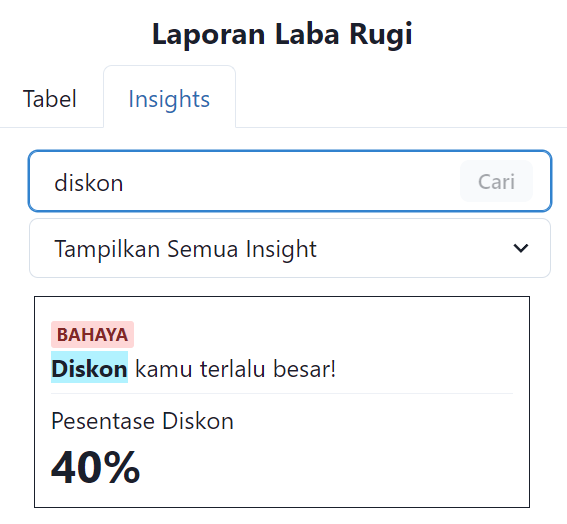 Laporan Laba Rugi
Tabel Insights
diskon Cari
Tampilkan Semua Insight
BAHAYA
Diskon kamu terlalu besar!
Pesentase Diskon
40%